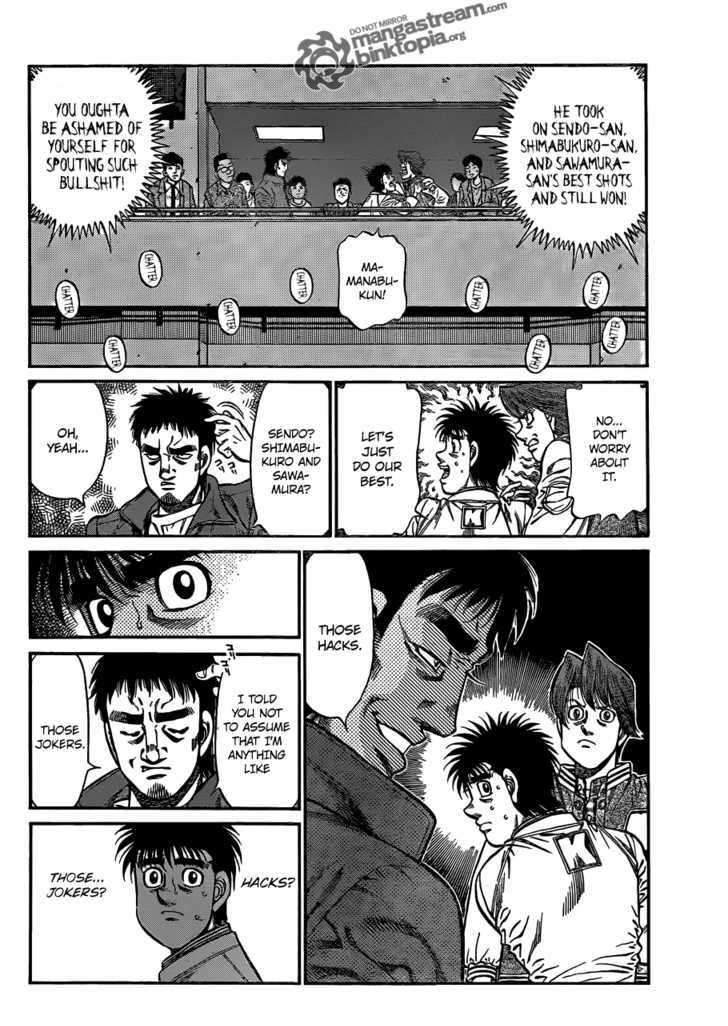 DO NOT MIRROR
mangastream.com
binktopia.org
HE TOOK
ON SENDO-SAN,
SHIMABUKURO-SAN,
AND SAWAMURA-
SAN'S BEST SHOTS
AND STILL WON!
YOU OUGHTA
BE ASHAMED OF
YOURSELF FOR
SPOUTING SUCH
BULLSHIT!
MA-
MANABU-
KUN!
CHATTER
CHATTER
CHATTER
CHATTER
CHATTER
CHATTER
CHATTER
CHATTER
CHATTER
NO...
DON'T
WORRY
ABOUT
IT.
LET'S
JUST
DO OUR
BEST.
SENDO?
SHIMABU-
KURO AND
SAWA-
MURA?
OH,
YEAH...
THOSE
HACKS.
I TOLD
YOU NOT
TO ASSUME
THAT I'M
ANYTHING
LIKE
THOSE
JOKERS.
HACKS?
THOSE...
JOKERS?
K
K